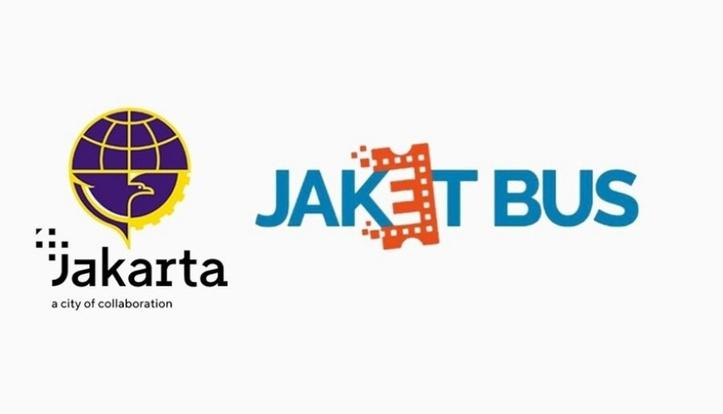 Jakarta
a city of collaboration
JAKET BUS